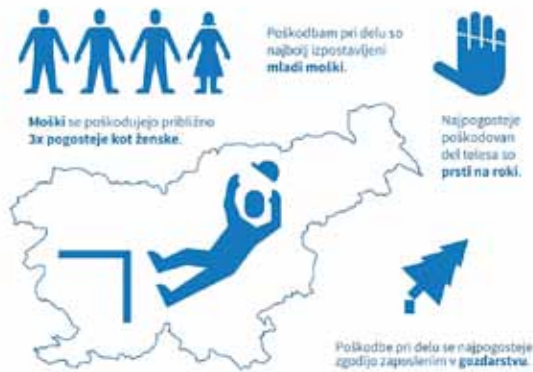 Poškodbam pri delu so
najbolj izpostavljeni
mladi moški.
Moški se poškodujejo približno
3x pogosteje kot ženske.
Najpogosteje
poškodovan
del telesa so
prsti na roki.
Poškodbe pri delu se najpogosteje
zgodijo zaposlenim v gozdarstvu.